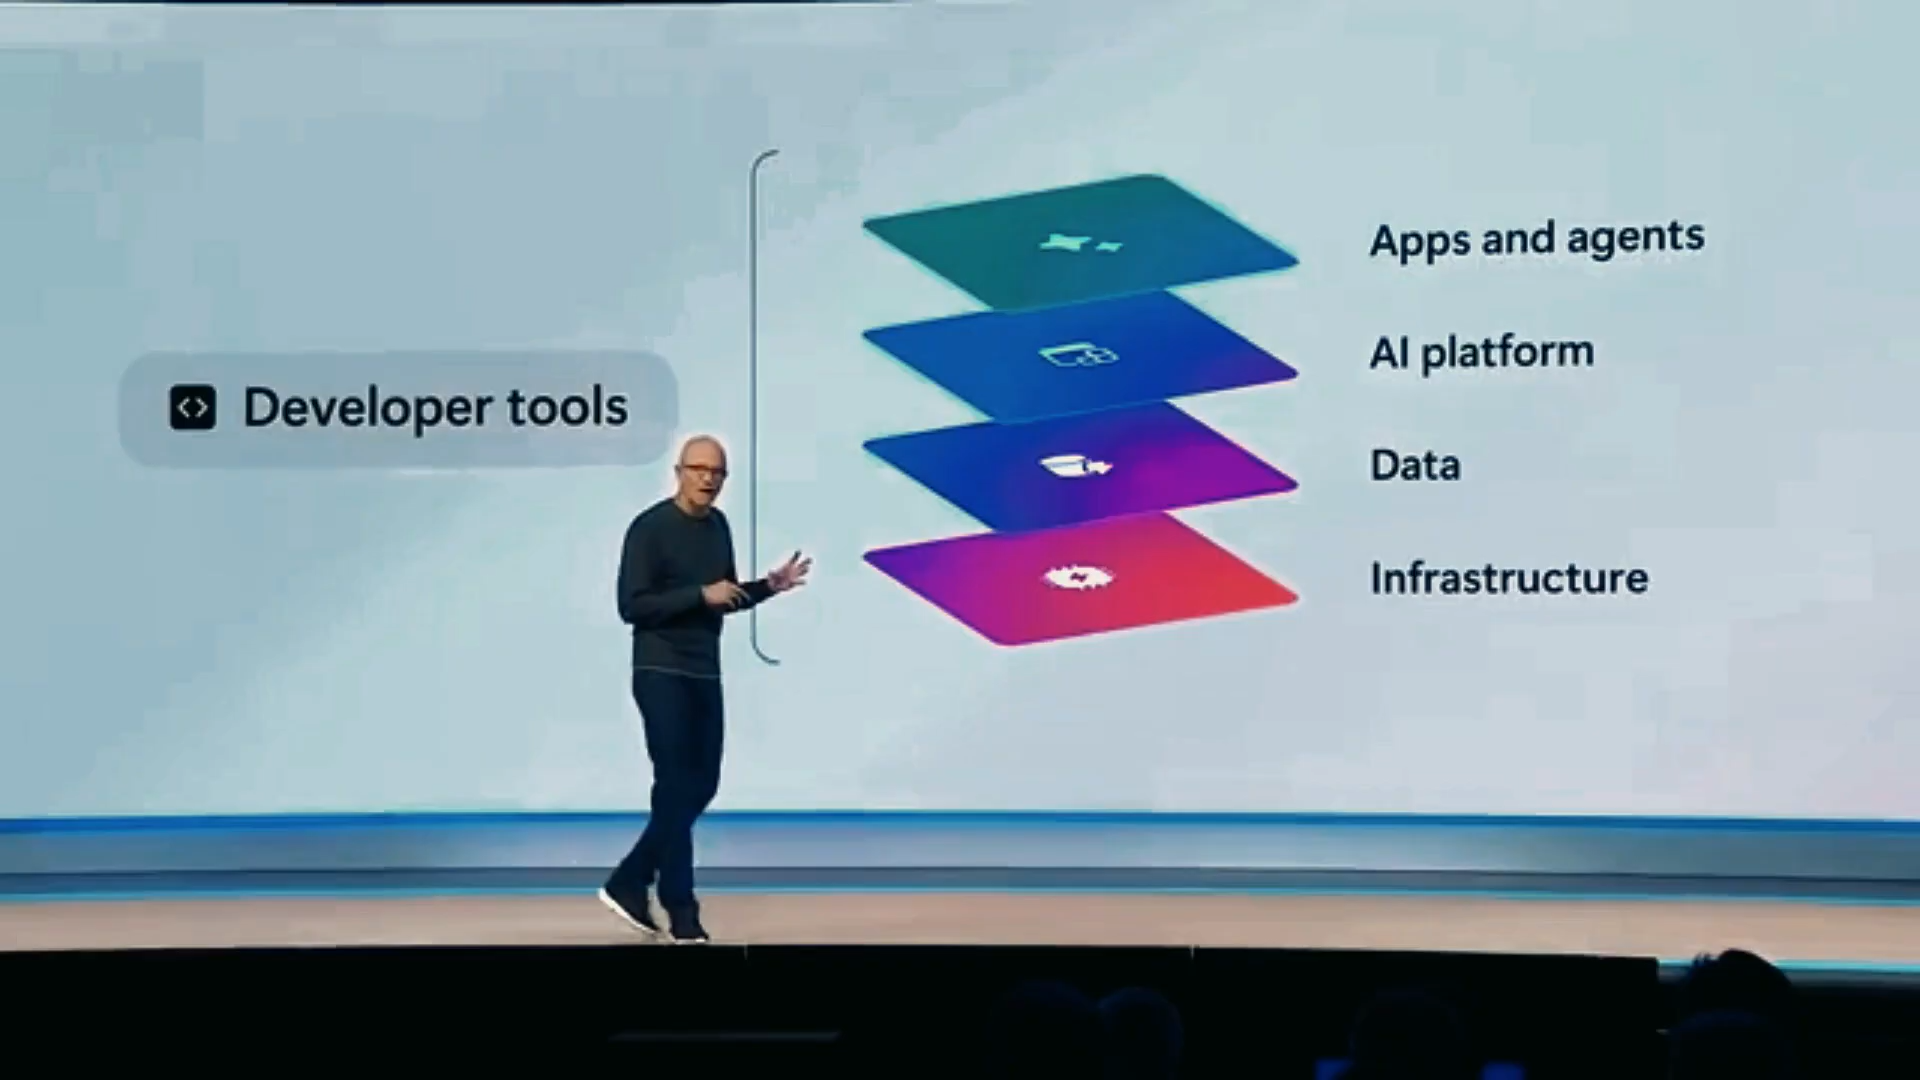 Developer tools
Apps and agents
AI platform
Data
Infrastructure